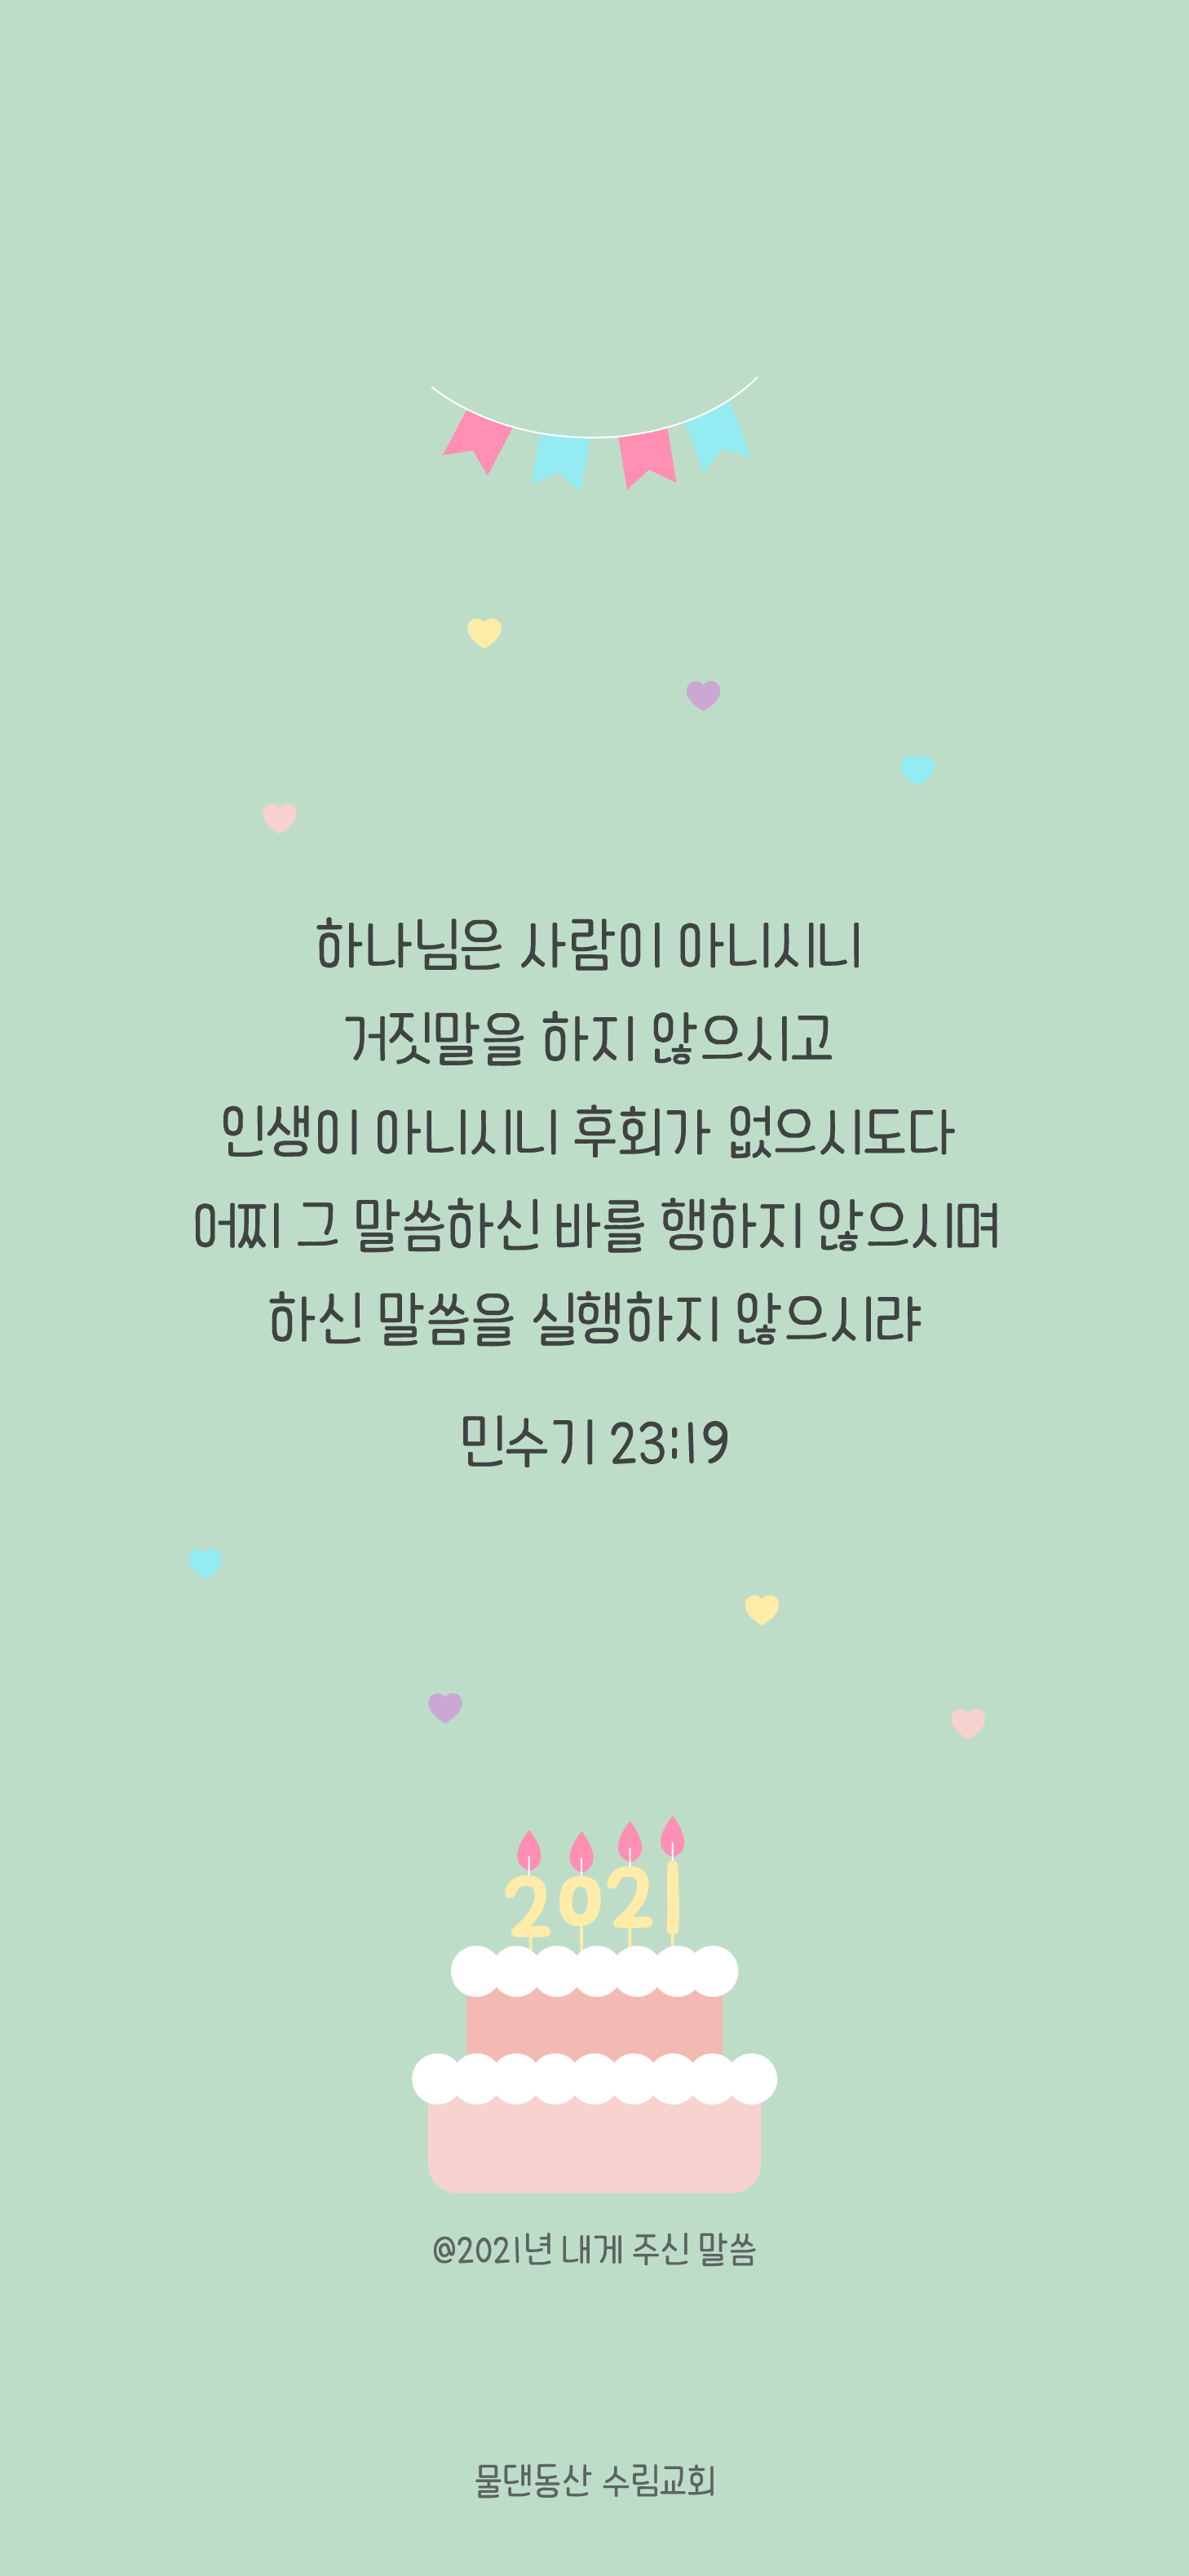 하나님은 사람이 아니시니
거짓말을 하지 않으시고
인생이 아니시니 후회가 없으시도다
어찌 그 말씀하신 바를 행하지 않으시며
하신 말씀을 실행하지 않으시랴
민수기 23:19
2021
@2021년 내게 주신 말씀
물댄동산 수림교회